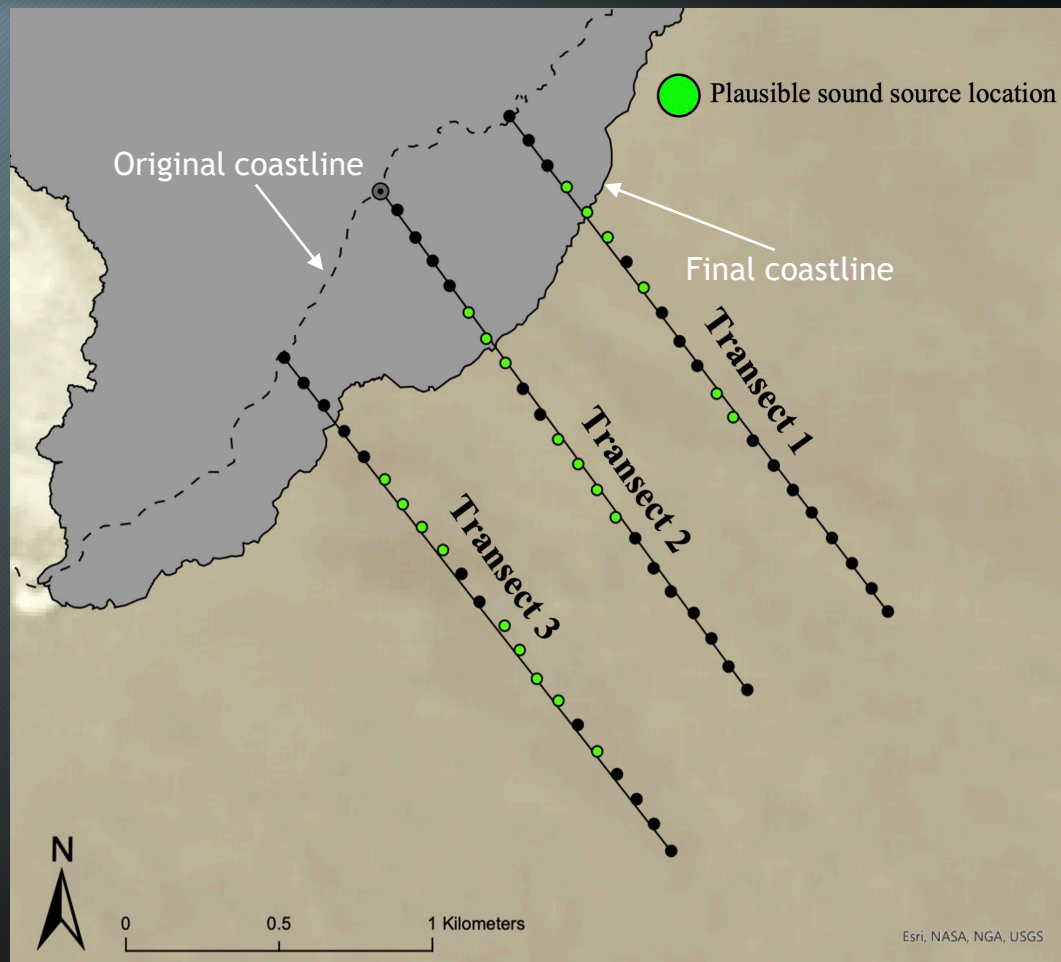 Plausible sound source location
Original coastline
Final coastline
Transect 1
Transect 2
Transect 3
N
0 0.5 1 Kilometers
Esri, NASA, NGA, USGS